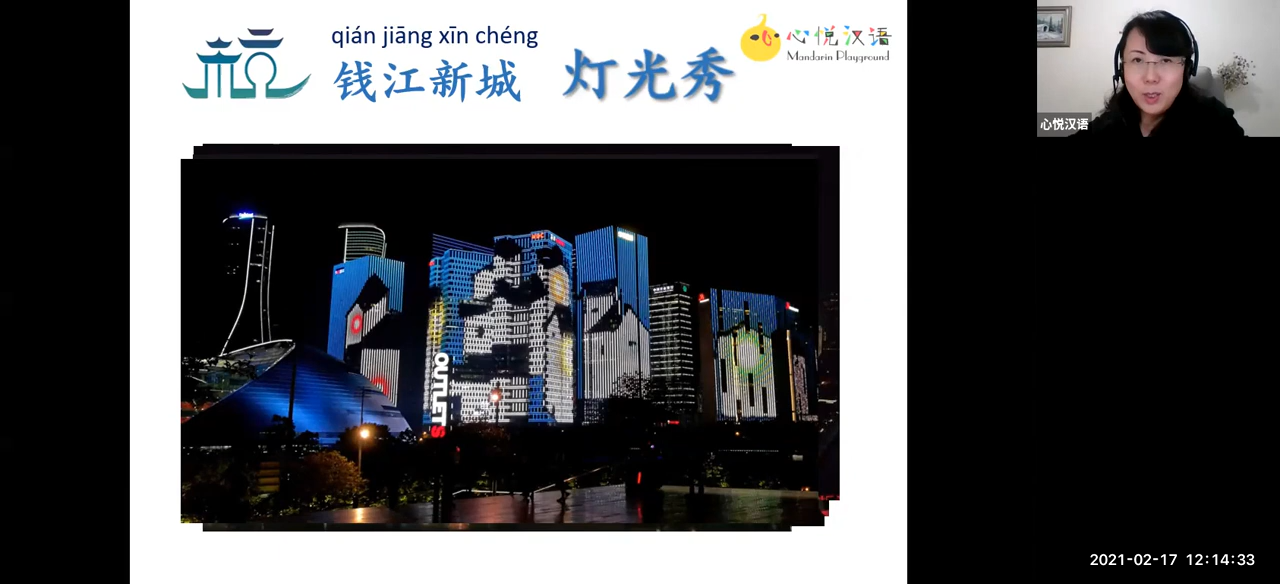 qián jiāng xīn chéng
钱江新城 灯光秀
心悦汉语
Mandarin Playground
心悦汉语
OUTLETS
2021-02-17 12:14:33